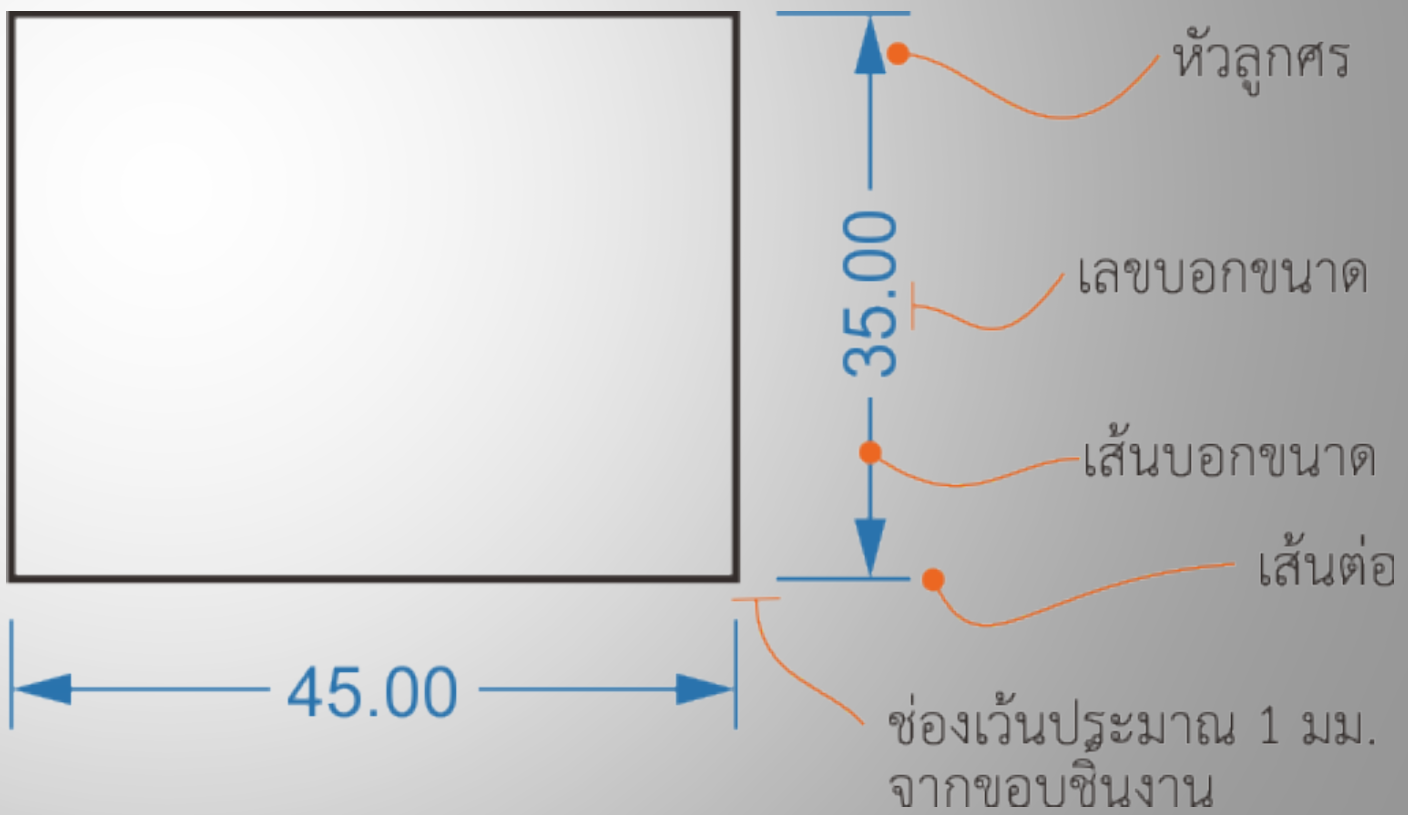 หัวลูกศร
35.00
เลขบอกขนาด
เส้นบอกขนาด
เส้นต่อ
45.00
ช่องเว้นประมาณ 1 มม.
จากขอบชิ้นงาน